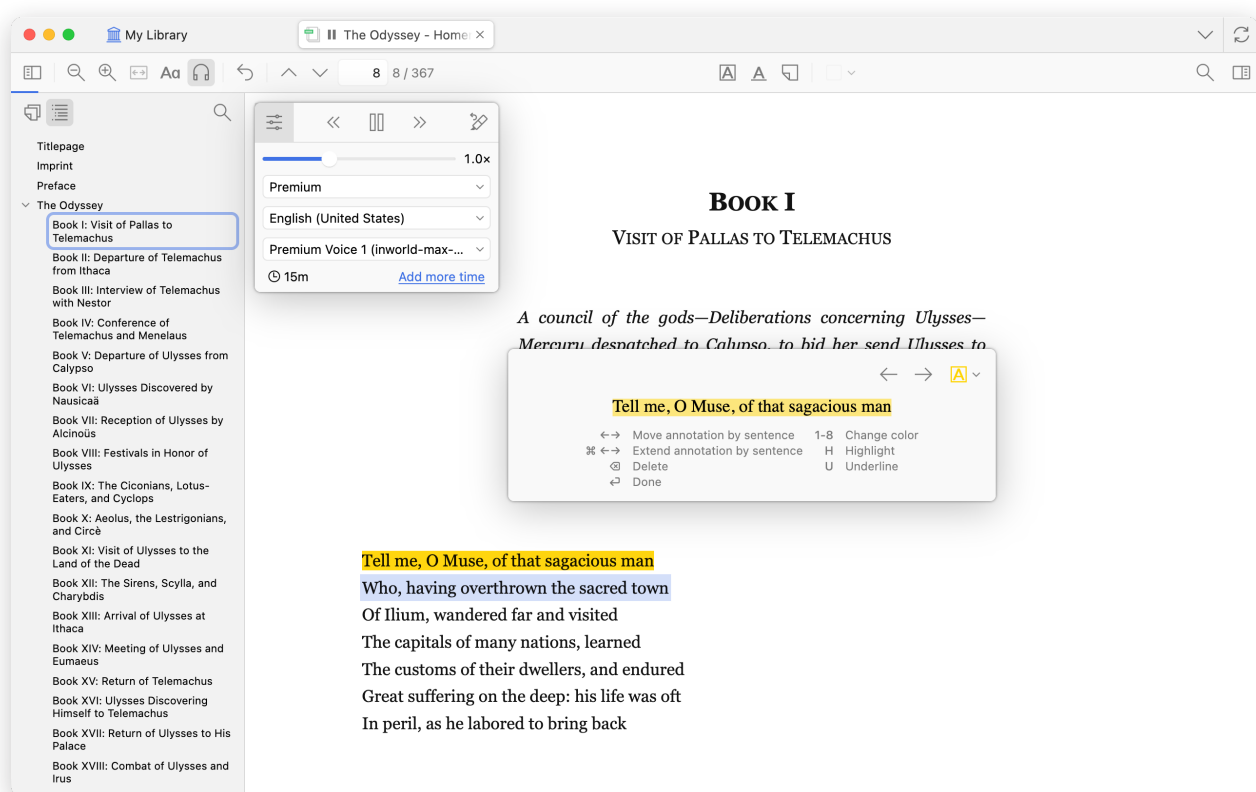 My Library
The Odyssey - Home
Aa
8 8 / 367
A A
Titlepage
Imprint
Preface
The Odyssey
Book I: Visit of Pallas to
Telemachus
Book II: Departure of Telemachus
from Ithaca
Book III: Interview of Telemachus
with Nestor
Book IV: Conference of
Telemachus and Menelaus
Book V: Departure of Ulysses from
Calypso
Book VI: Ulysses Discovered by
Nausicaä
Book VII: Reception of Ulysses by
Alcinoüs
Book VIII: Festivals in Honor of
Ulysses
Book IX: The Ciconians, Lotus-
Eaters, and Cyclops
Book X: Aeolus, the Lestrigonians,
and Circè
Book XI: Visit of Ulysses to the
Land of the Dead
Book XII: The Sirens, Scylla, and
Charybdis
Book XIII: Arrival of Ulysses at
Ithaca
Book XIV: Meeting of Ulysses and
Eumaeus
Book XV: Return of Telemachus
Book XVI: Ulysses Discovering
Himself to Telemachus
Book XVII: Return of Ulysses to His
Palace
Book XVIII: Combat of Ulysses and
Irus
1.0×
Premium
English (United States)
Premium Voice 1 (inworld-max-...
15m Add more time
Book I
Visit of Pallas to Telemachus
A council of the gods—Deliberations concerning Ulysses—
Mercury despatched to Calypso, to bid her send Ulysses to
A
Tell me, O Muse, of that sagacious man
←→ Move annotation by sentence 1-8 Change color
⌘ ←→ Extend annotation by sentence H Highlight
⌫ Delete U Underline
↩ Done
Tell me, O Muse, of that sagacious man
Who, having overthrown the sacred town
Of Ilium, wandered far and visited
The capitals of many nations, learned
The customs of their dwellers, and endured
Great suffering on the deep: his life was oft
In peril, as he labored to bring back